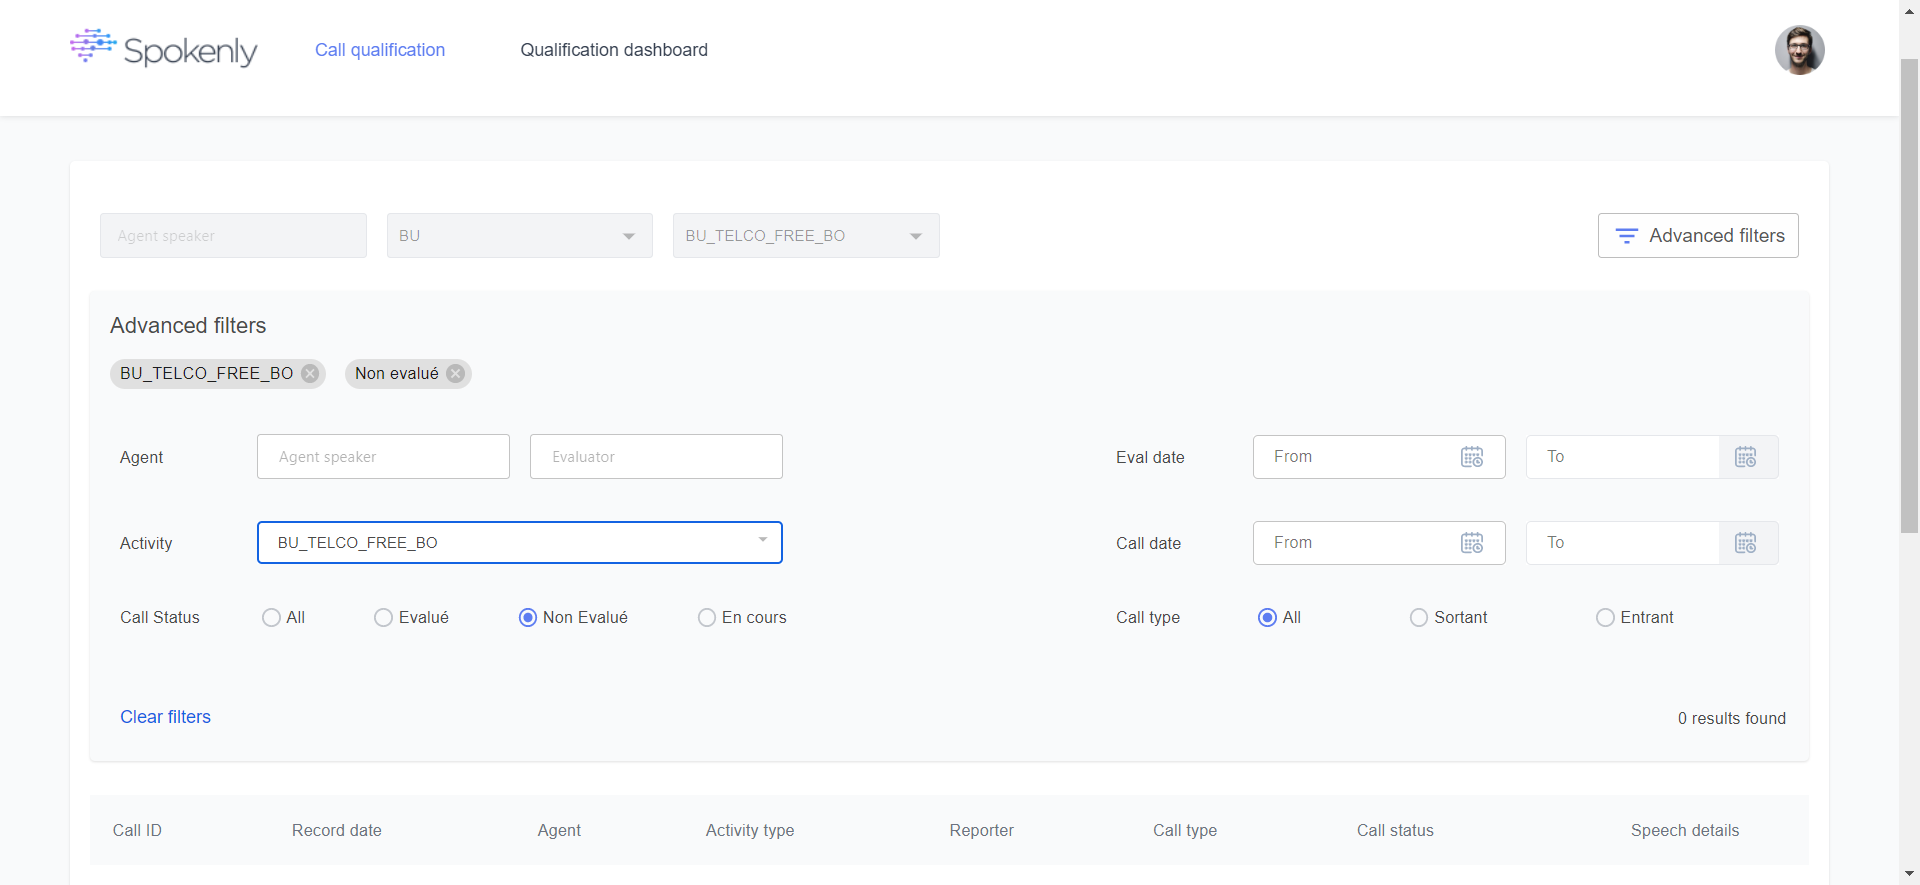 Spokenly
Call qualification
Qualification dashboard
Agent speaker
BU
BU_TELCO_FREE_BO
Advanced filters
Advanced filters
BU_TELCO_FREE_BO
Non evalué
Agent
Agent speaker
Evaluator
Eval date
From
To
Activity
BU_TELCO_FREE_BO
Call date
From
To
Call Status
All
Evalué
Non Evalué
En cours
Call type
All
Sortant
Entrant
Clear filters
0 results found
Call ID
Record date
Agent
Activity type
Reporter
Call type
Call status
Speech details